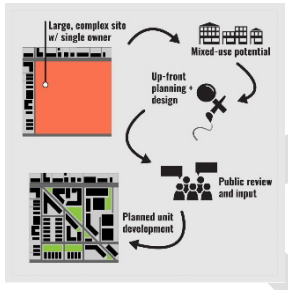 Large, complex site
w/ single owner
Mixed-use potential
Up-front
planning +
design
Public review
and input
Planned unit
development